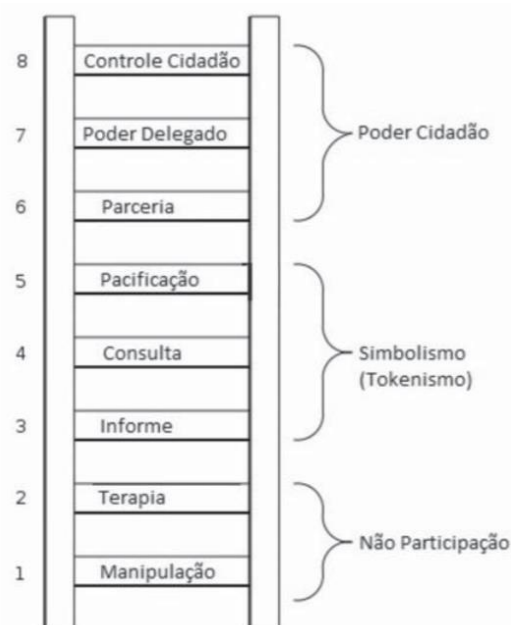 8 Controle Cidadão
7 Poder Delegado
Poder Cidadão
6 Parceria
5 Pacificação
4 Consulta
Simbolismo
(Tokenismo)
3 Informe
2 Terapia
Não Participação
1 Manipulação